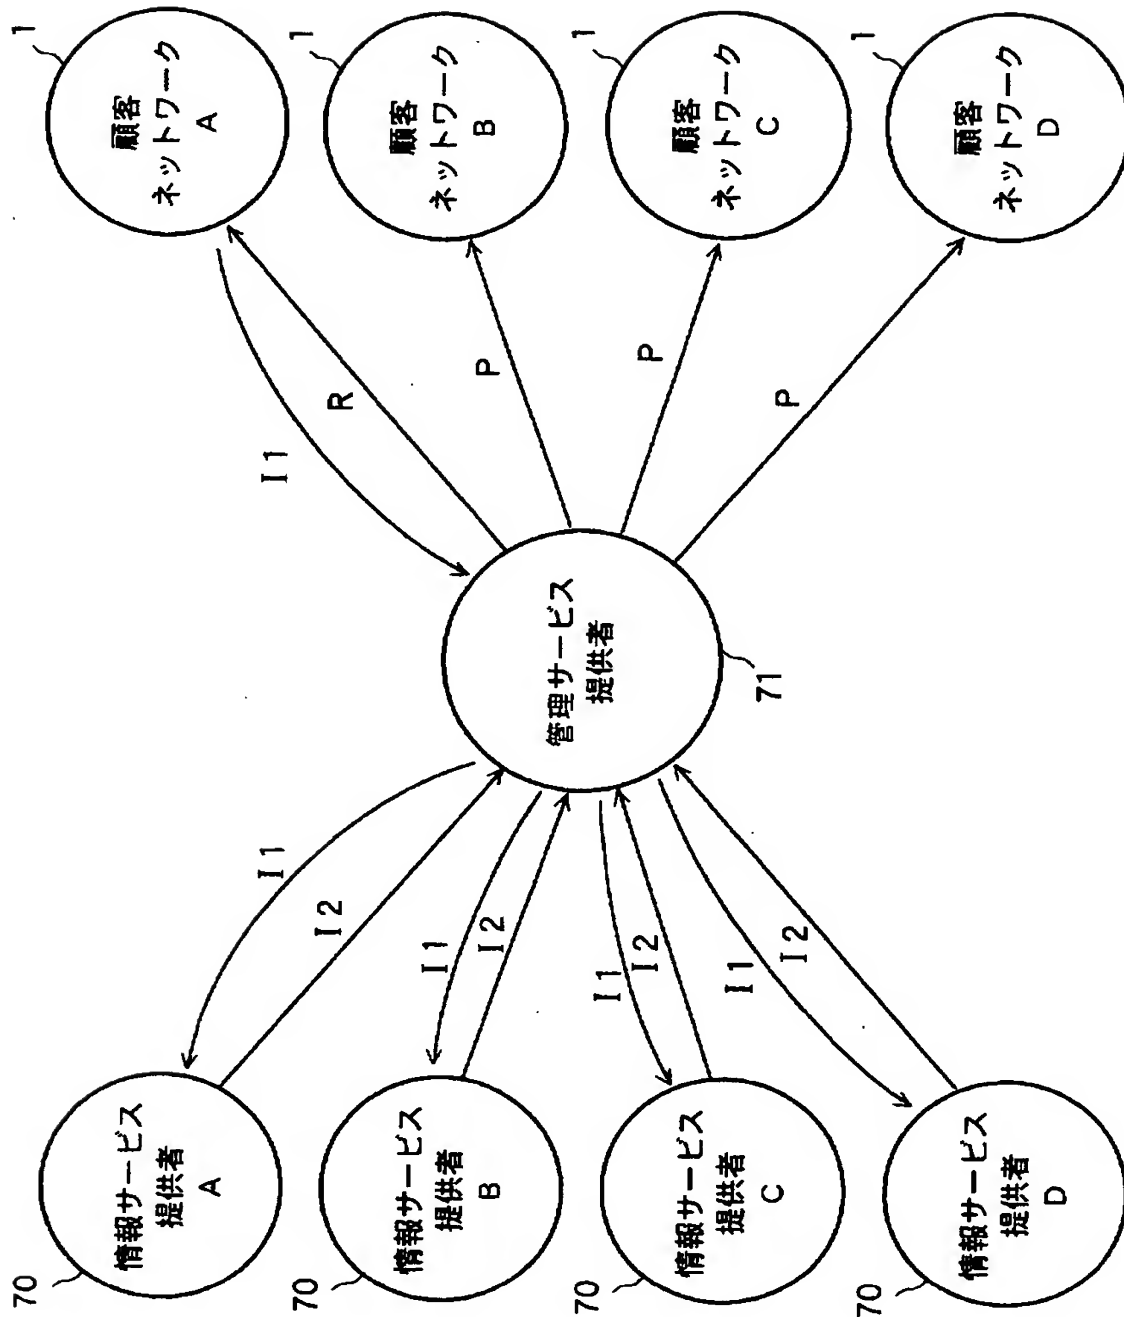 70
情報サービス
提供者
A
70
情報サービス
提供者
B
70
情報サービス
提供者
C
70
情報サービス
提供者
D
I1
I2
I1
I2
I1
I2
I1
I2
管理サービス
提供者
71
I1
R
P
P
P
1
顧客
ネットワーク
A
1
顧客
ネットワーク
B
1
顧客
ネットワーク
C
1
顧客
ネットワーク
D